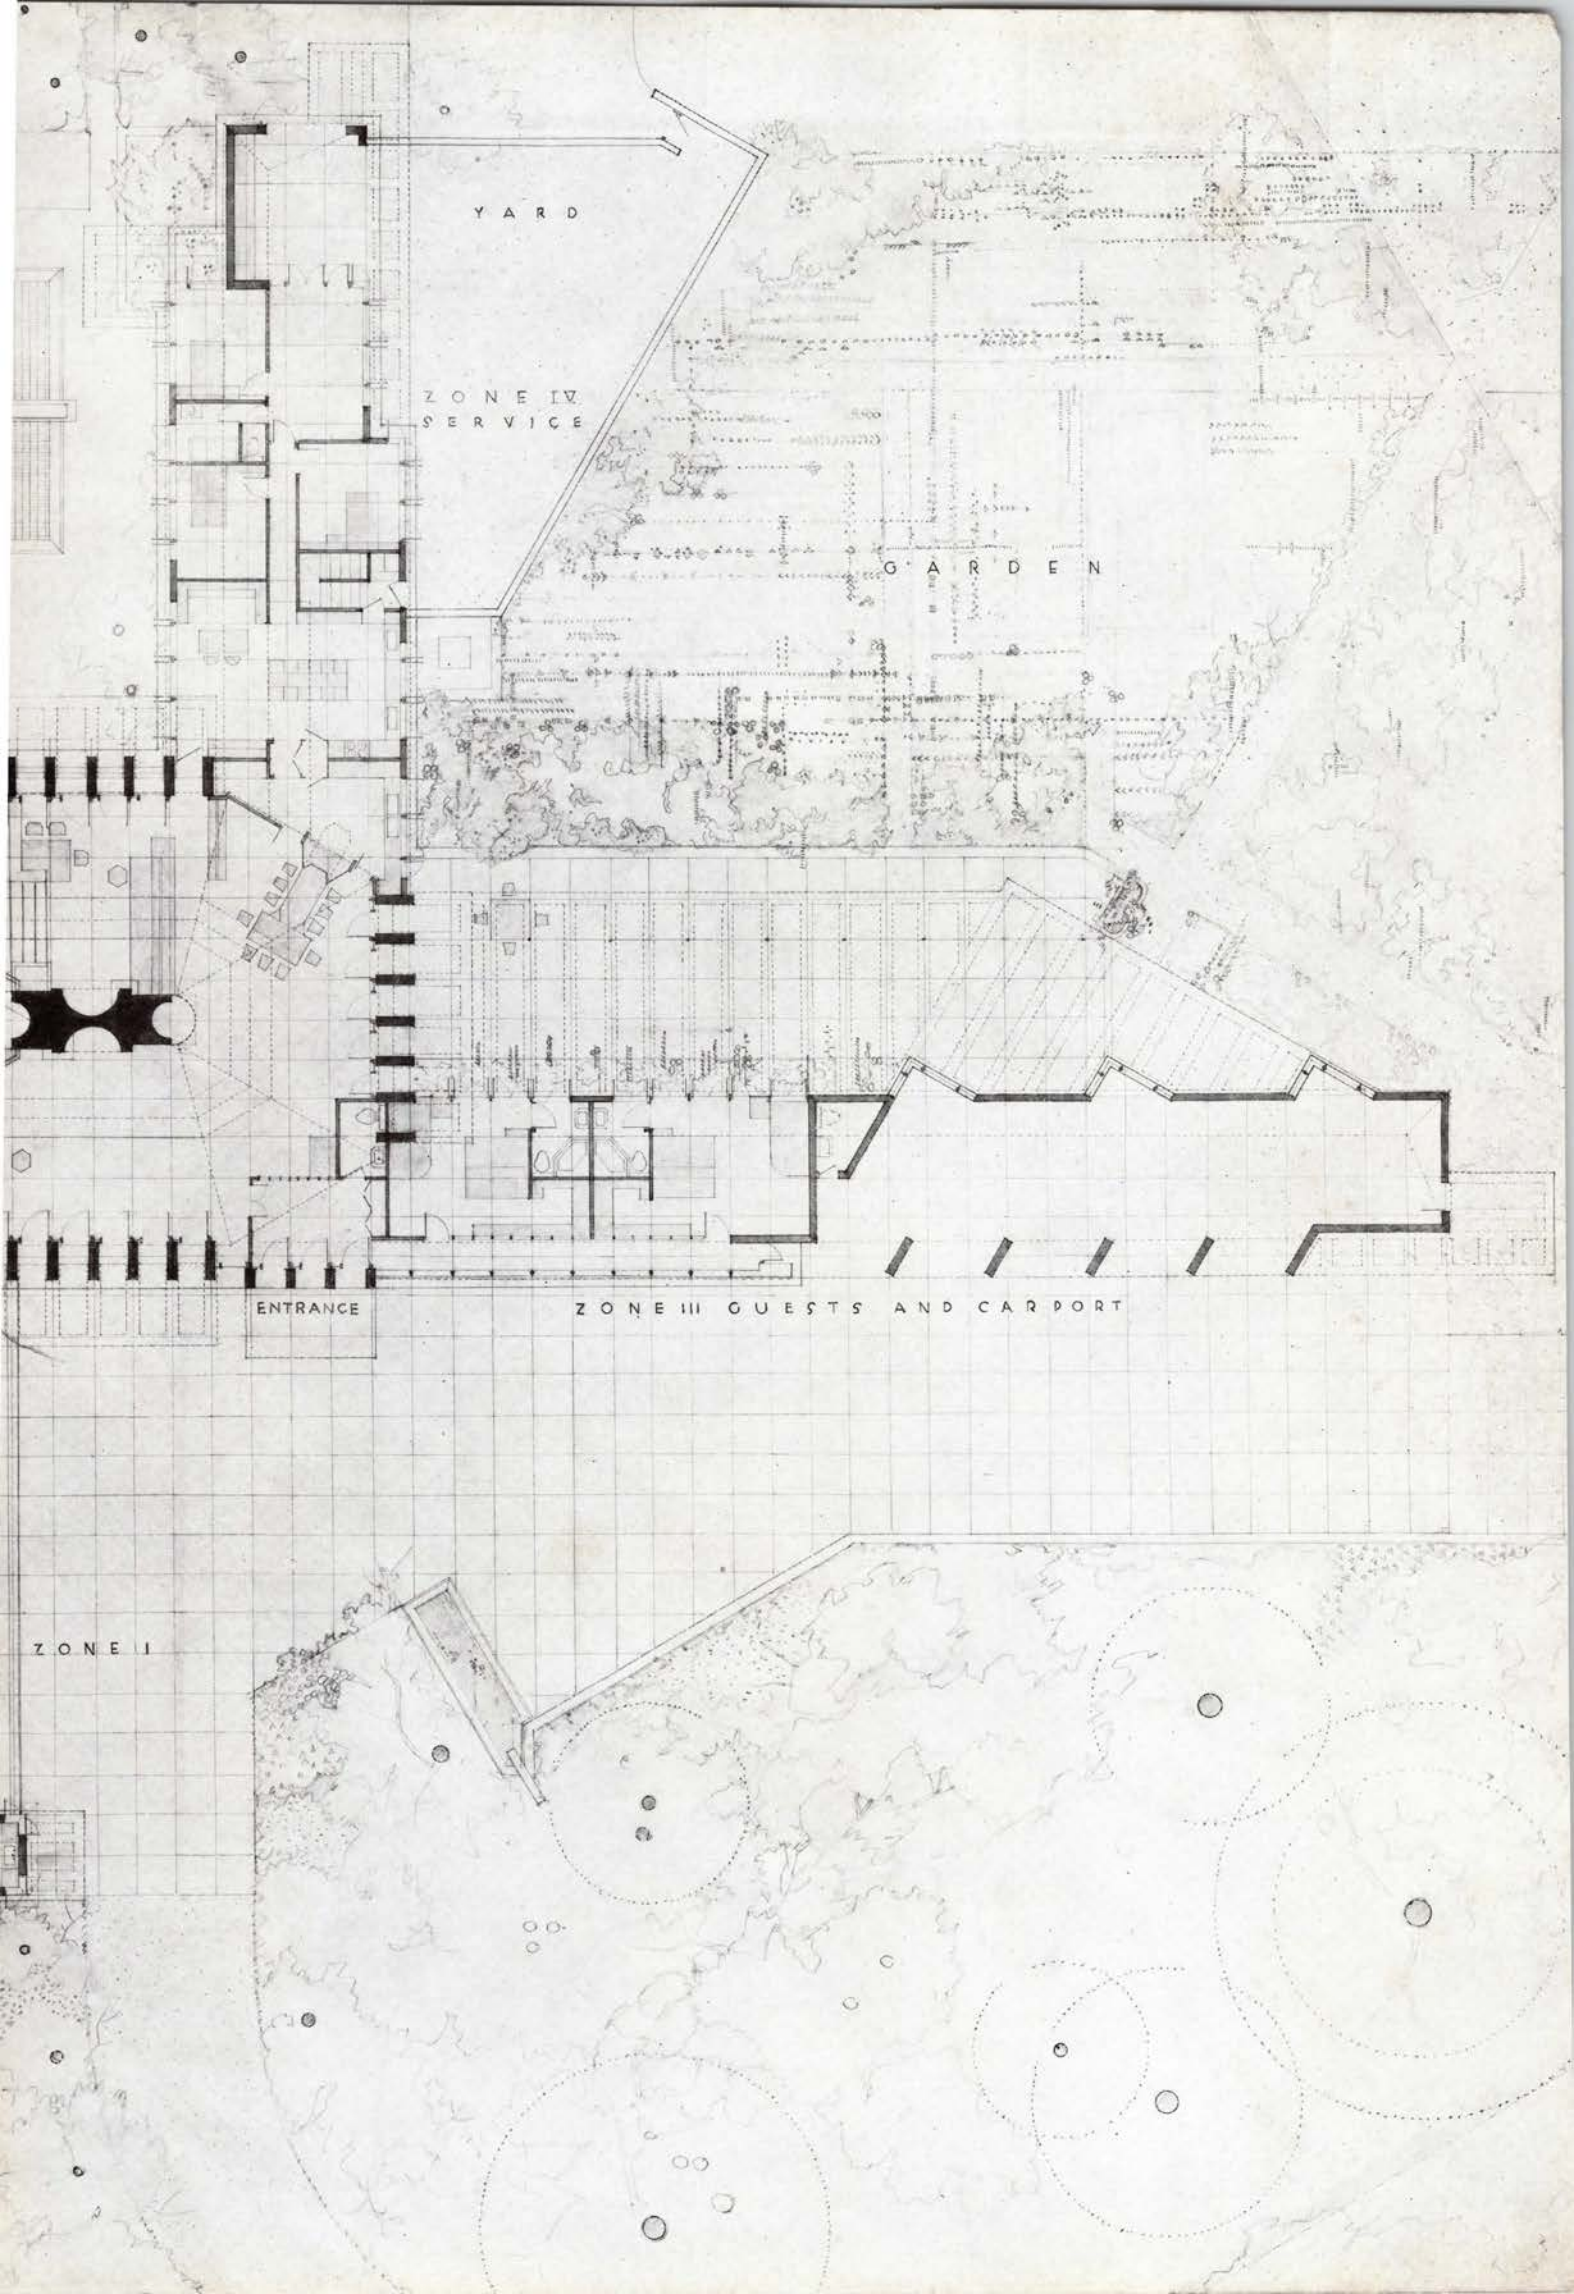 YARD
ZONE IV
SERVICE
GARDEN
ENTRANCE
ZONE III GUESTS AND CARPORT
ZONE I